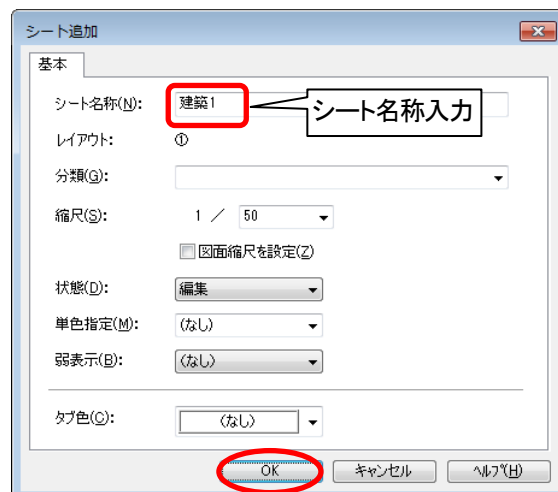 シート追加
基本
シート名称(N): 建築1
シート名称入力
レイアウト: ①
分類(G):
縮尺(S): 1 ／ 50
図面縮尺を設定(Z)
状態(D): 編集
単色指定(M): (なし)
弱表示(B): (なし)
タブ色(C): (なし)
OK キャンセル ヘルプ(H)